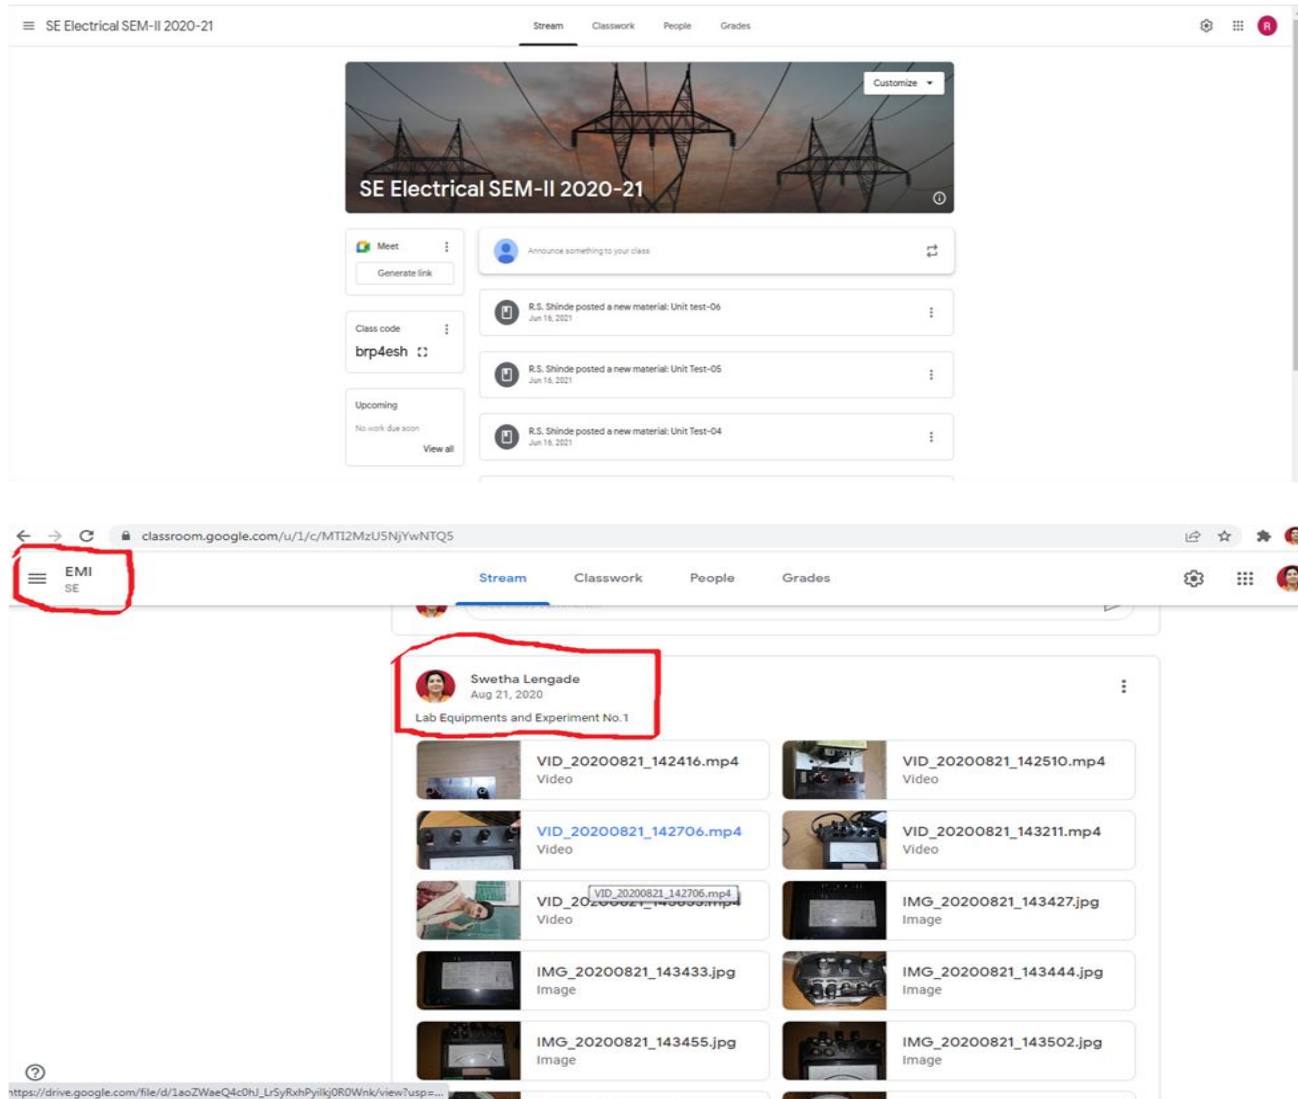 SE Electrical SEM-II 2020-21
Stream Classwork People Grades
R
Customize
SE Electrical SEM-II 2020-21
Meet
Generate link
Announce something to your class
Class code
brp4esh
R.S. Shinde posted a new material: Unit test-06
Jun 16, 2021
R.S. Shinde posted a new material: Unit Test-05
Jun 16, 2021
Upcoming
No work due soon
View all
R.S. Shinde posted a new material: Unit Test-04
Jun 16, 2021
classroom.google.com/u/1/c/MTI2MzU5NjYwNTQ5
EMI
SE
Stream Classwork People Grades
Swetha Lengade
Aug 21, 2020
Lab Equipments and Experiment No.1
VID_20200821_142416.mp4
Video
VID_20200821_142510.mp4
Video
VID_20200821_142706.mp4
Video
VID_20200821_143211.mp4
Video
VID_20200821_142706.mp4
Video
IMG_20200821_143427.jpg
Image
IMG_20200821_143433.jpg
Image
IMG_20200821_143444.jpg
Image
IMG_20200821_143455.jpg
Image
IMG_20200821_143502.jpg
Image